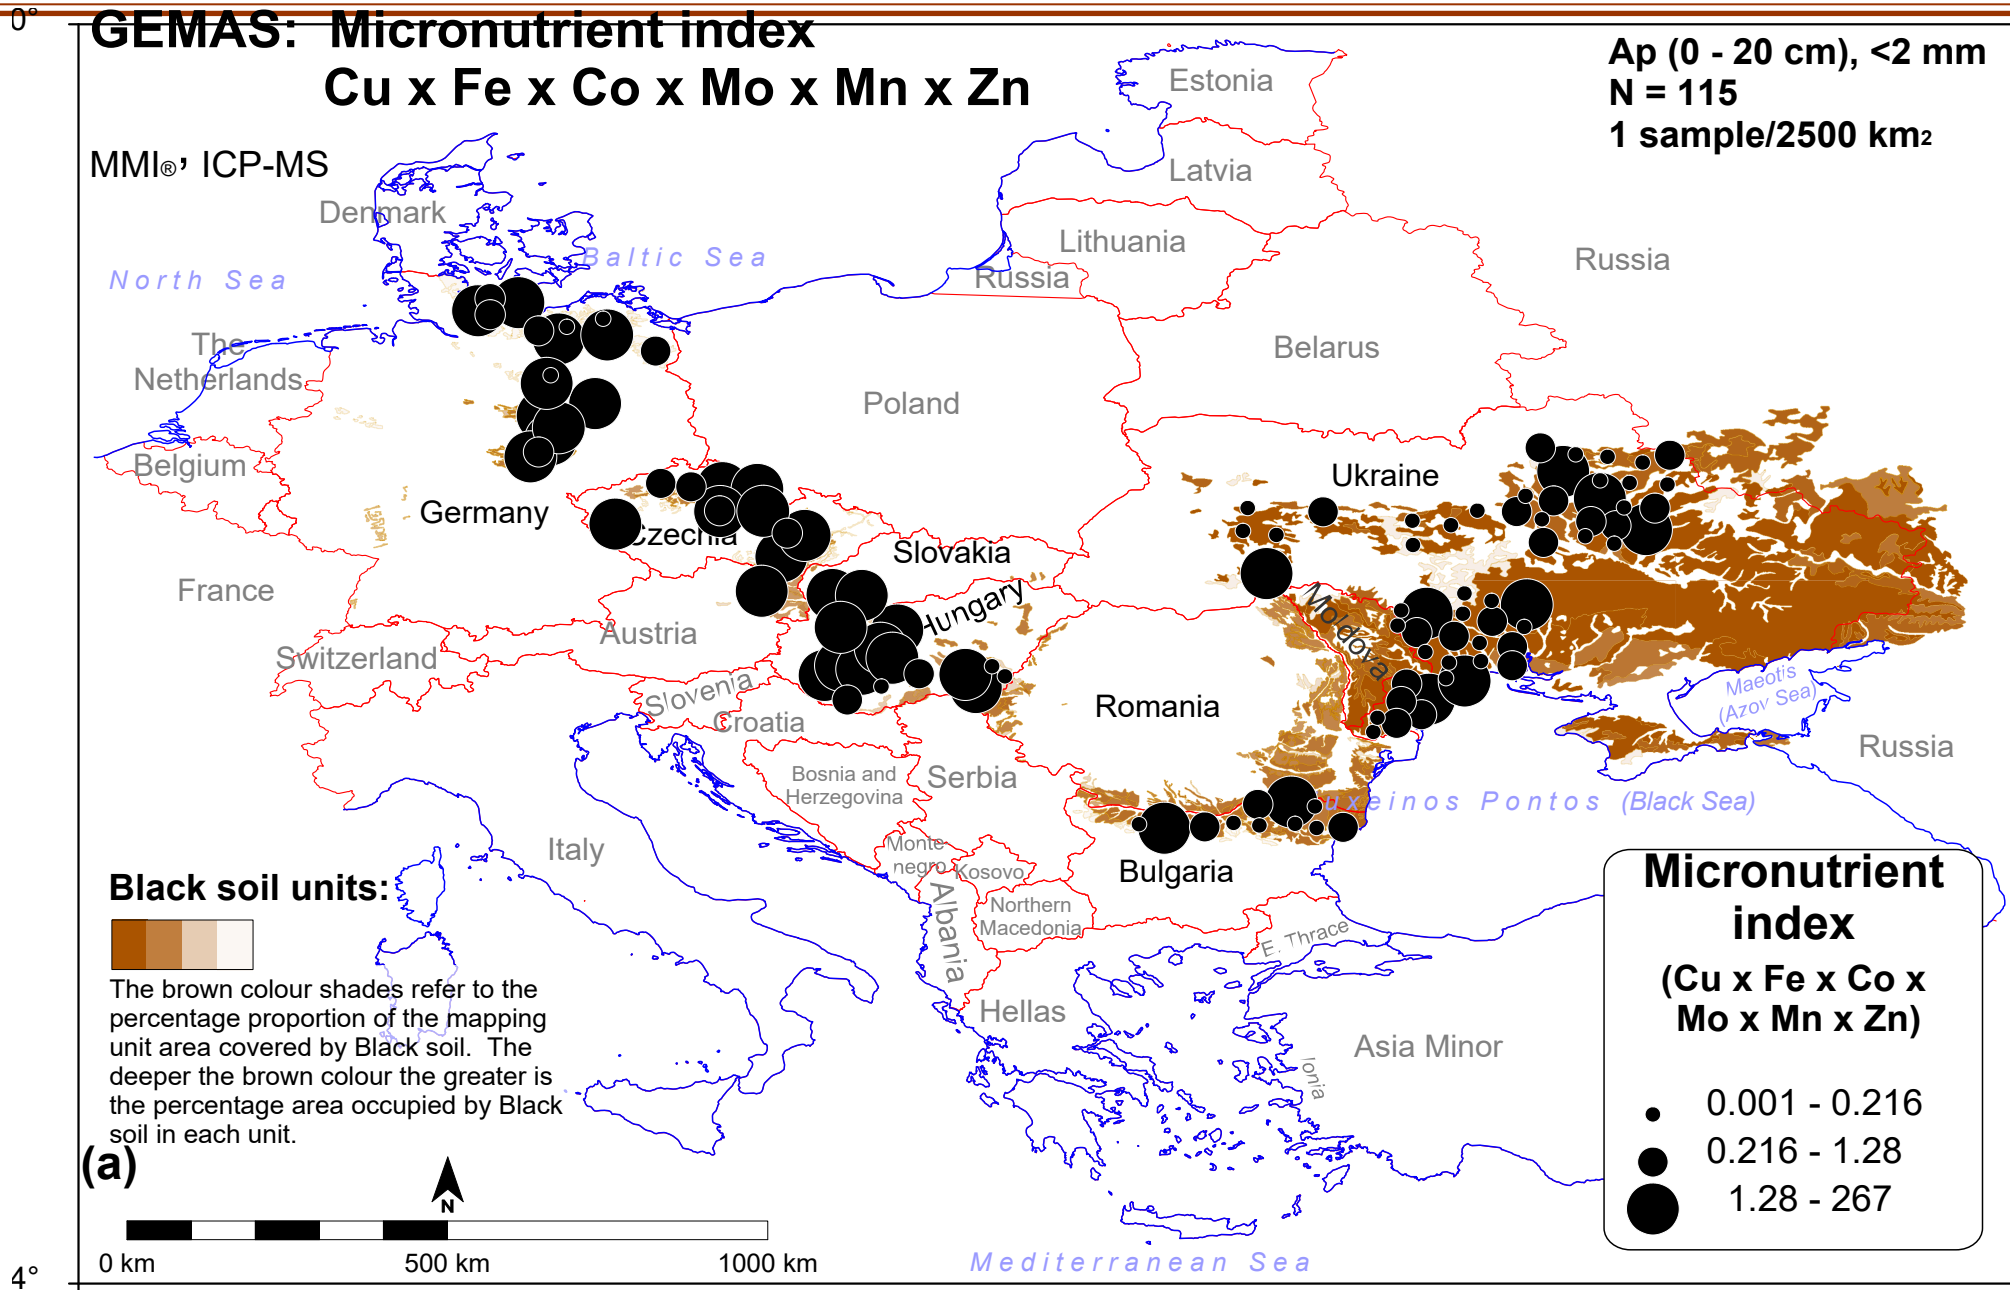 0°
GEMAS: Micronutrient index
Cu x Fe x Co x Mo x Mn x Zn
MMI®, ICP-MS
Ap (0 - 20 cm), <2 mm
N = 115
1 sample/2500 km2
Estonia
Latvia
Denmark
Lithuania
Baltic Sea
Russia
North Sea
Russia
The
Netherlands
Belarus
Poland
Belgium
Ukraine
Germany
Czechia
Slovakia
France
Hungary
Moldova
Austria
Switzerland
Slovenia
Maeotis
(Azov Sea)
Romania
Croatia
Russia
Bosnia and
Herzegovina
Serbia
uxeinos Pontos (Black Sea)
Italy
Monte-
negro
Kosovo
Bulgaria
Albania
Northern
Macedonia
E. Thrace
Hellas
Asia Minor
Ionia
Mediterranean Sea
Black soil units:
The brown colour shades refer to the
percentage proportion of the mapping
unit area covered by Black soil. The
deeper the brown colour the greater is
the percentage area occupied by Black
soil in each unit.
(a)
N
0 km
500 km
1000 km
4°
Micronutrient
index
(Cu x Fe x Co x
Mo x Mn x Zn)
0.001 - 0.216
0.216 - 1.28
1.28 - 267